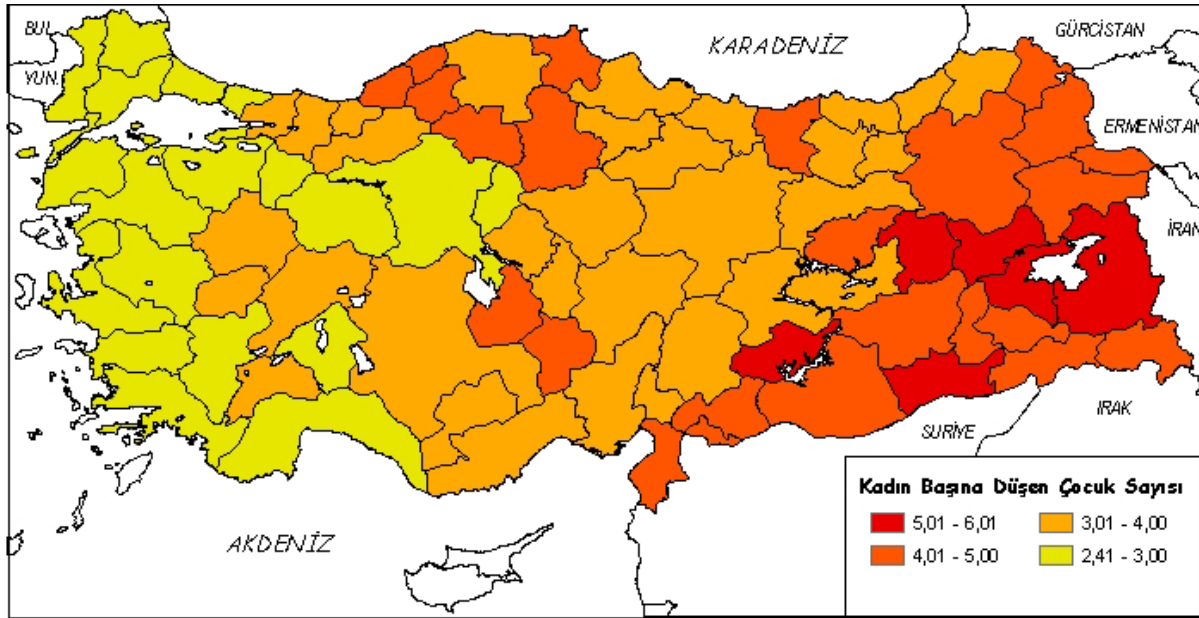 BUL
KARADENİZ
GÜRCİSTAN
YUN.
ERMENİSTAN
İRAN
IRAK
SURİYE
AKDENİZ
Kadın Başına Düşen Çocuk Sayısı
5,01 - 6,01
3,01 - 4,00
4,01 - 5,00
2,41 - 3,00